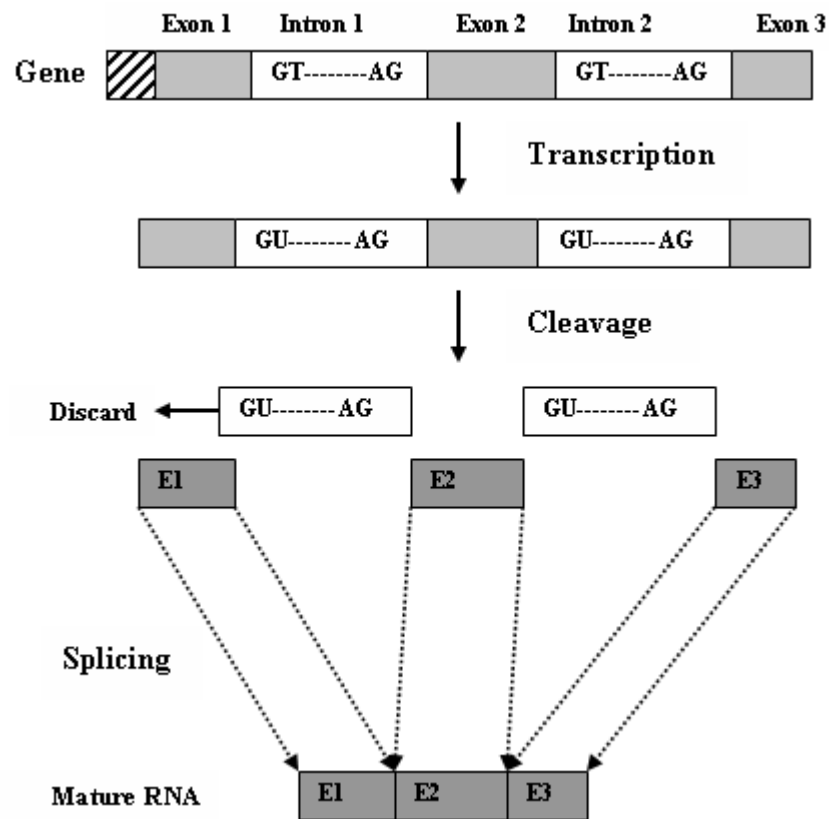 Exon 1 Intron 1 Exon 2 Intron 2 Exon 3
Gene GT--------AG GT--------AG
Transcription
GU--------AG GU--------AG
Cleavage
Discard GU--------AG GU--------AG
E1 E2 E3
Splicing
Mature RNA E1 E2 E3